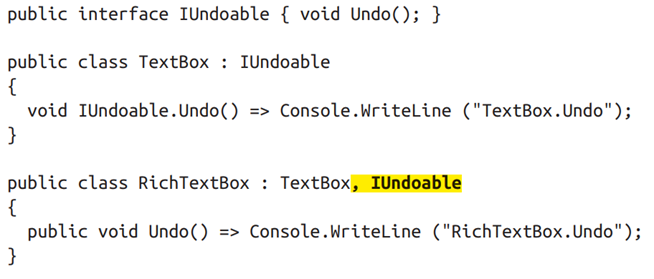 public interface IUndoable { void Undo(); }
public class TextBox : IUndoable
{
  void IUndoable.Undo() => Console.WriteLine ("TextBox.Undo");
}
public class RichTextBox : TextBox, IUndoable
{
  public void Undo() => Console.WriteLine ("RichTextBox.Undo");
}